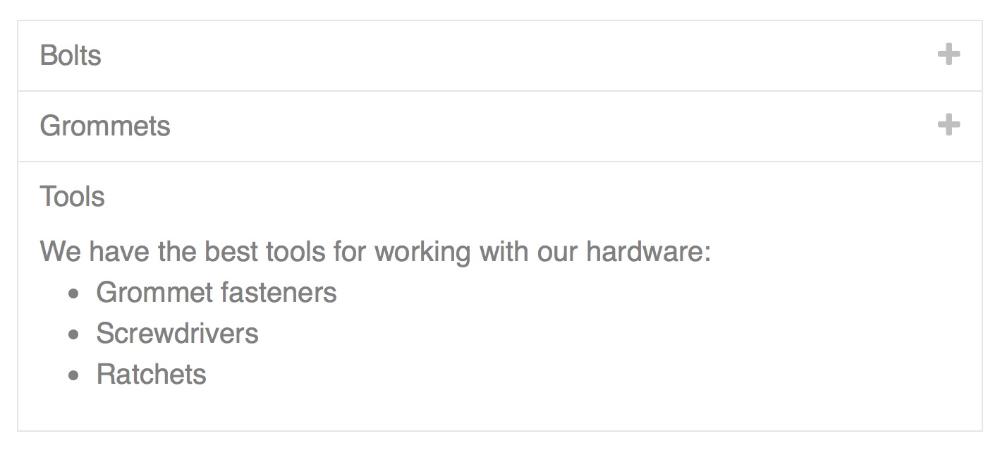 Bolts
Grommets
Tools
We have the best tools for working with our hardware:
• Grommet fasteners
• Screwdrivers
• Ratchets